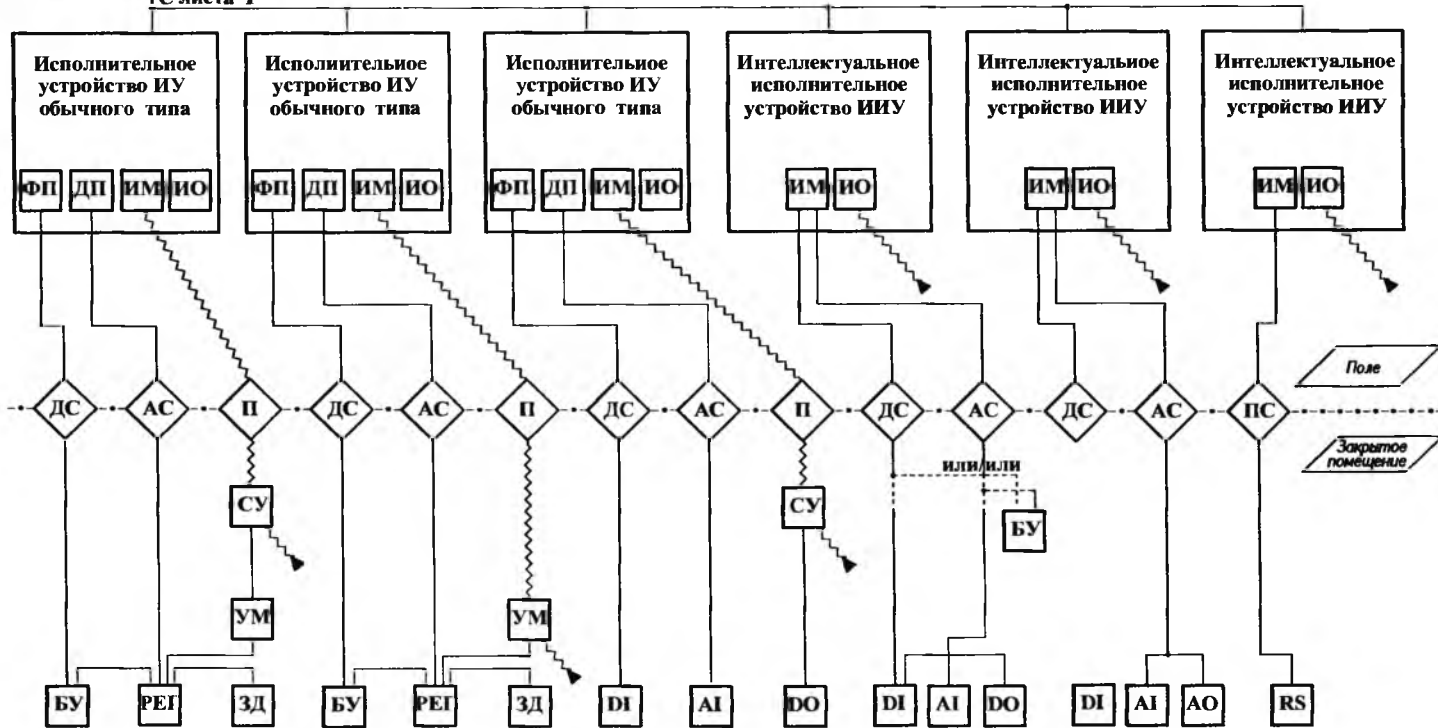 С листа 1
Исполнительное
устройство ИУ
обычного типа
Исполнительное
устройство ИУ
обычного типа
Исполнительное
устройство ИУ
обычного типа
Интеллектуальное
исполнительное
устройство ИИУ
Интеллектуальное
исполнительное
устройство ИИУ
Интеллектуальное
исполнительное
устройство ИИУ
ФП ДП ИМ ИО
ФП ДП ИМ ИО
ФП ДП ИМ ИО
ИМ ИО
ИМ ИО
ИМ ИО
Поле
ДС АС П ДС АС П ДС АС П ДС АС ДС АС ПС
Закрытое
помещение
или/или
СУ СУ БУ
УМ УМ
БУ РЕГ ЗД БУ РЕГ ЗД DI AI DO DI AI DO DI AI AO RS